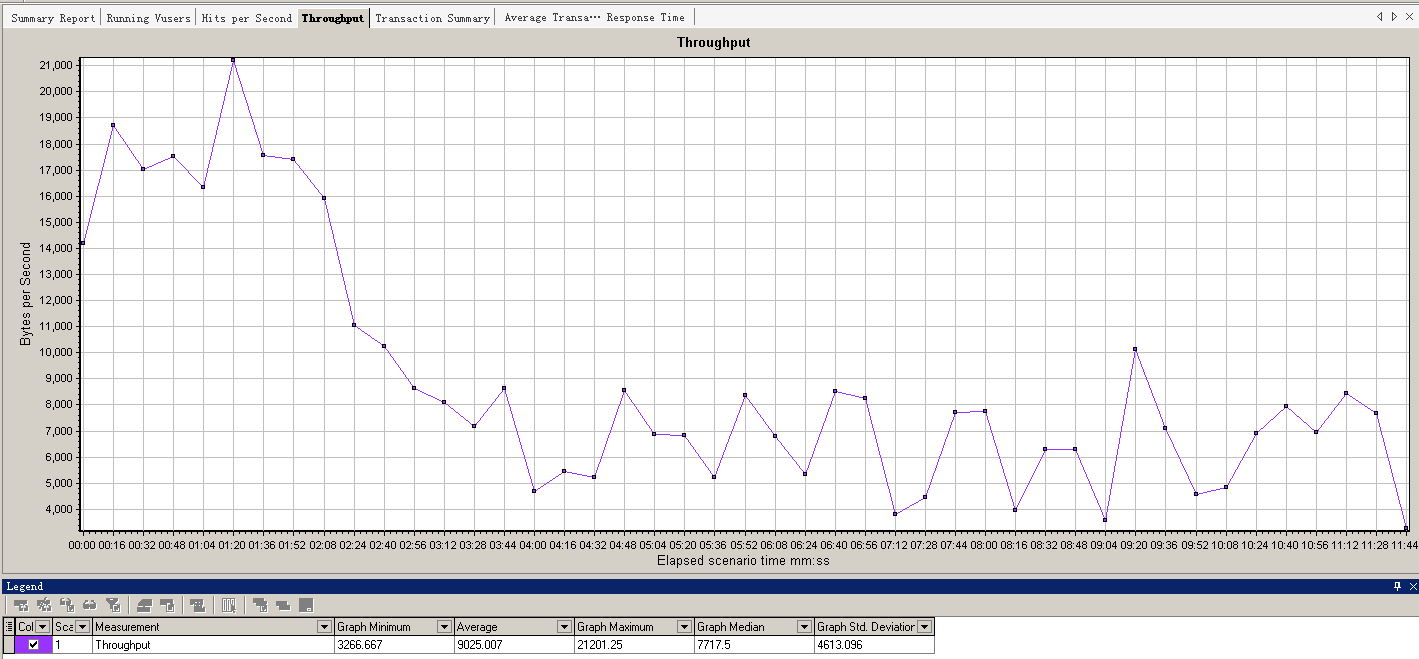 Summary Report Running Vusers Hits per Second Throughput Transaction Summary Average Transa… Response Time
Throughput
21,000
20,000
19,000
18,000
17,000
16,000
15,000
14,000
13,000
12,000
11,000
10,000
9,000
8,000
7,000
6,000
5,000
4,000
Bytes per Second
00:00 00:16 00:32 00:48 01:04 01:20 01:36 01:52 02:08 02:24 02:40 02:56 03:12 03:28 03:44 04:00 04:16 04:32 04:48 05:04 05:20 05:36 05:52 06:08 06:24 06:40 06:56 07:12 07:28 07:44 08:00 08:16 08:32 08:48 09:04 09:20 09:36 09:52 10:08 10:24 10:40 10:56 11:12 11:28 11:44
Elapsed scenario time mm:ss
Legend
Col Sca Measurement Graph Minimum Average Graph Maximum Graph Median Graph Std. Deviation
1 Throughput 3266.667 9025.007 21201.25 7717.5 4613.096